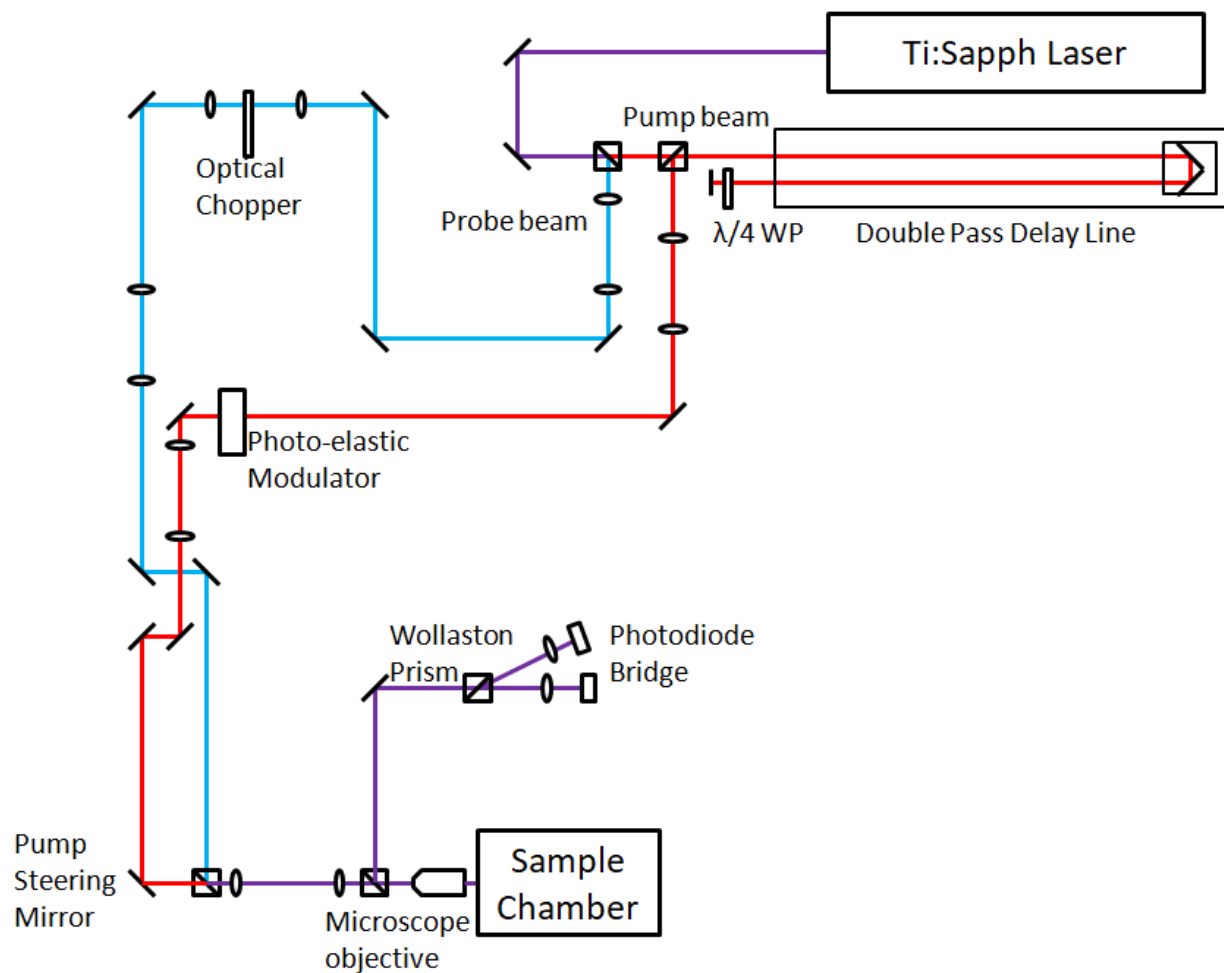 Ti:Sapph Laser
Pump beam
Optical
Chopper
Probe beam
λ/4 WP
Double Pass Delay Line
Photo-elastic
Modulator
Wollaston
Prism
Photodiode
Bridge
Pump
Steering
Mirror
Sample
Chamber
Microscope
objective